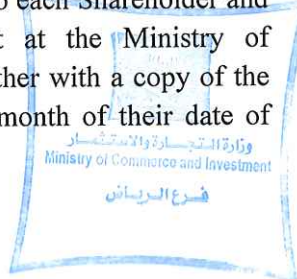 o each Shareholder and
t at the Ministry of
ther with a copy of the
month of their date of
وزارة التجارة والاستثمار
Ministry of Commerce and Investment
فرع الرياض